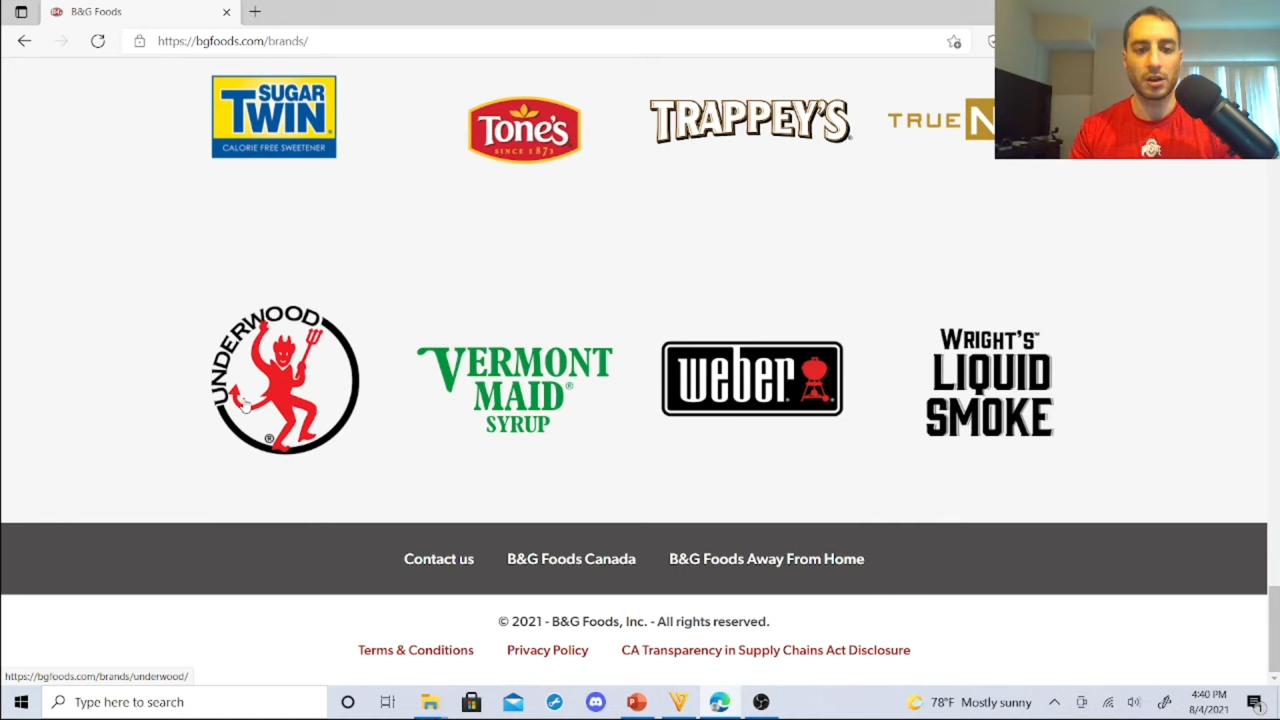 B&G Foods
https://bgfoods.com/brands/
SUGAR
TWIN
CALORIE FREE SWEETENER
Tone's
SINCE 1873
TRAPPEY'S
TRUE N
UNDERWOOD
®
VERMONT
MAID®
SYRUP
weber
WRIGHT'S™
LIQUID
SMOKE
Contact us
B&G Foods Canada
B&G Foods Away From Home
© 2021 - B&G Foods, Inc. - All rights reserved.
Terms & Conditions
Privacy Policy
CA Transparency in Supply Chains Act Disclosure
https://bgfoods.com/brands/underwood/
Type here to search
78°F Mostly sunny
4:40 PM
8/4/2021